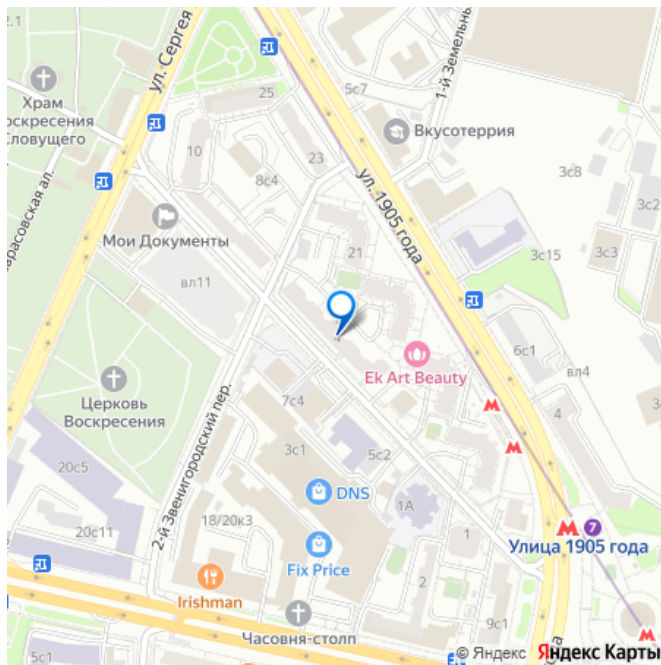 2.1
ул. Сергея
Храм
Словущего
арасовская ал.
10
25
8с4
23
5с7
1-й Земельны
Вкусотеррия
ул. 1905 года
3с8
3с2
3с3
3с15
Мои Документы
вл11
21
4
Ek Art Beauty
6с1
вл4
4
Церковь
Воскресения
2-й Звенигородский пер.
7с4
3с1
5с2
DNS
1А
20с5
20с11
18/20к3
Fix Price
1
7
Улица 1905 года
Irishman
2
Часовня-столп
9с1
5с1
© Яндекс
Яндекс Карты